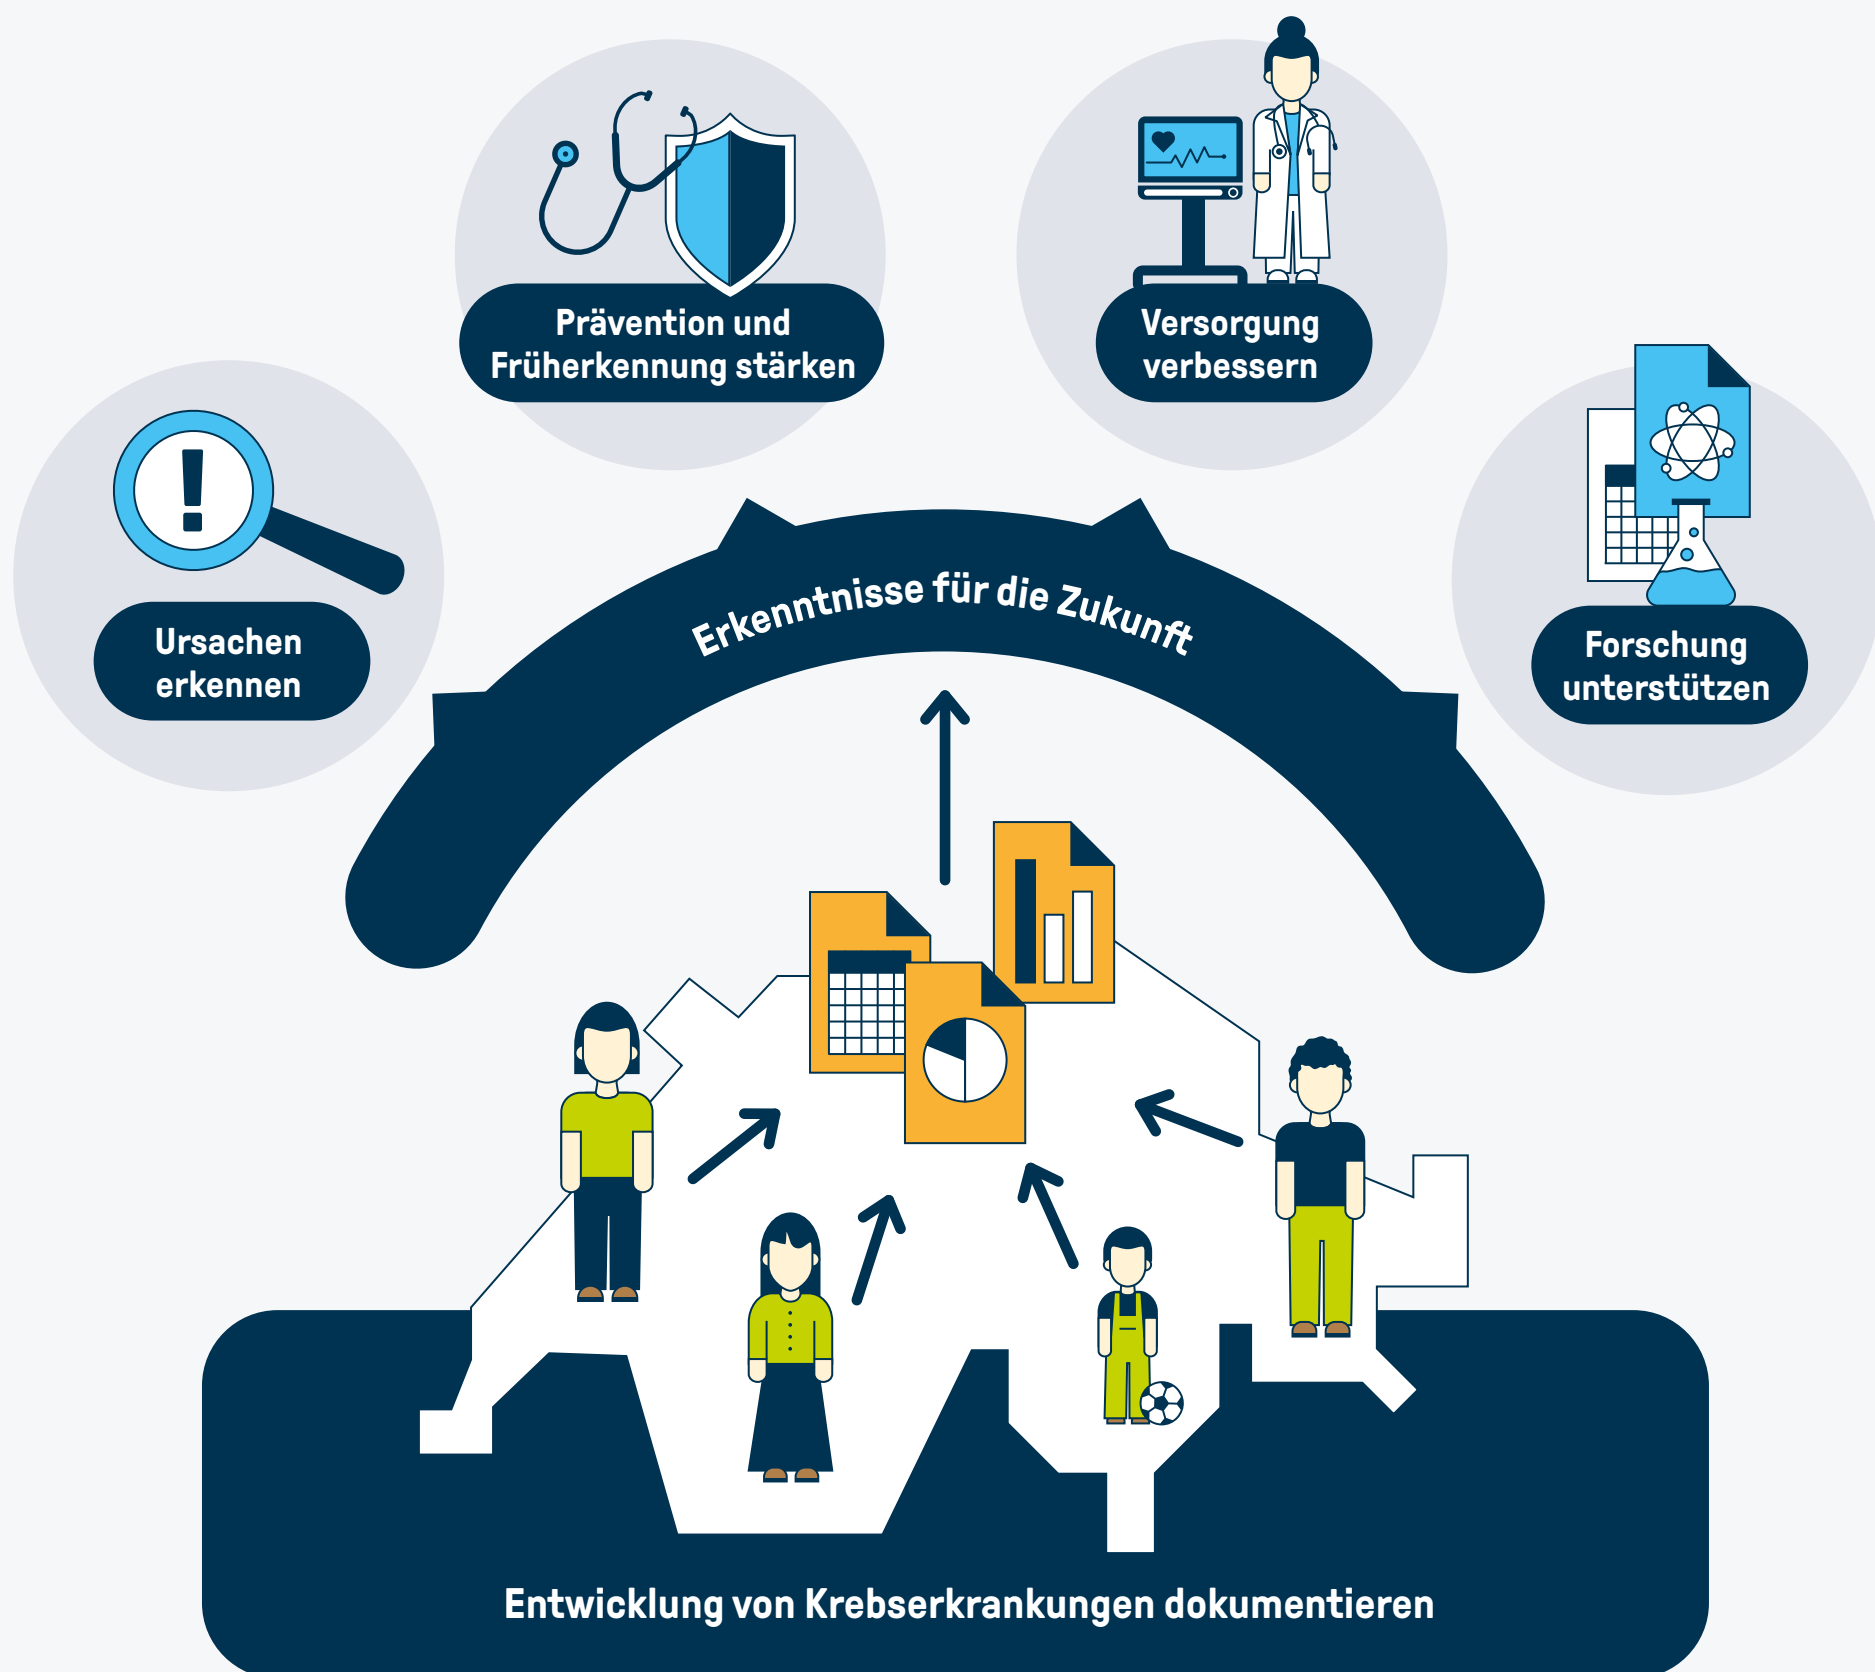 Prävention und
Früherkennung stärken
Versorgung
verbessern
Ursachen
erkennen
Forschung
unterstützen
Erkenntnisse für die Zukunft
Entwicklung von Krebserkrankungen dokumentieren